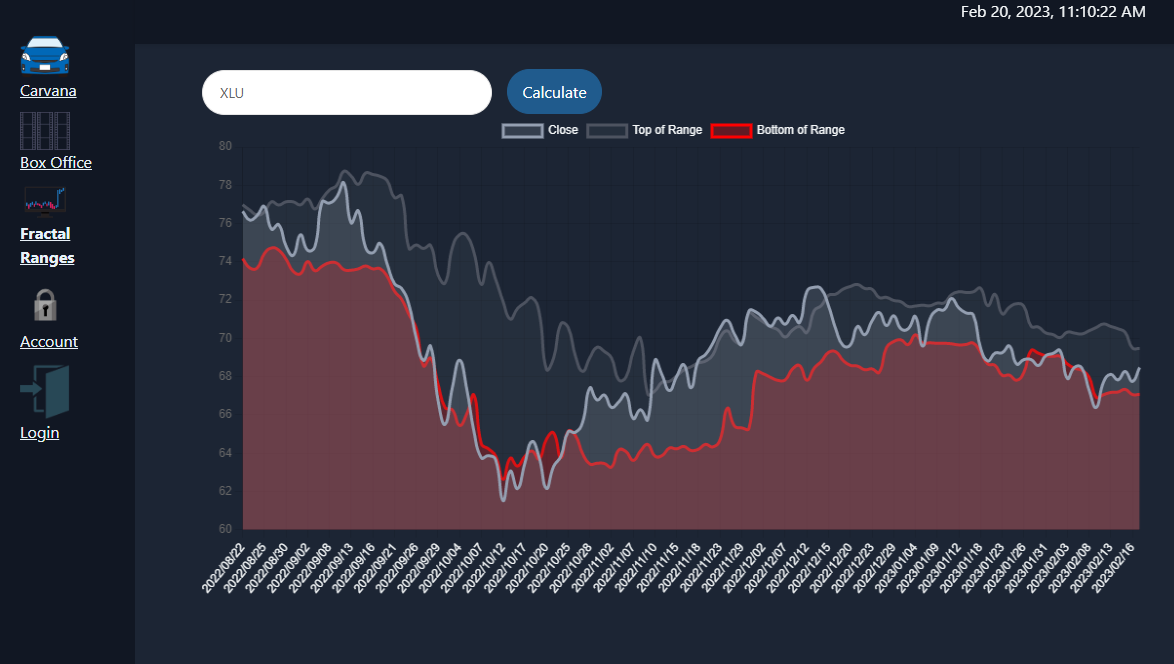 Feb 20, 2023, 11:10:22 AM
Carvana
Box Office
Fractal
Ranges
Account
Login
XLU
Calculate
Close Top of Range Bottom of Range
80
78
76
74
72
70
68
66
64
62
60
2022/08/22 2022/08/25 2022/08/30 2022/09/02 2022/09/08 2022/09/13 2022/09/16 2022/09/21 2022/09/26 2022/09/29 2022/10/04 2022/10/07 2022/10/12 2022/10/17 2022/10/20 2022/10/25 2022/10/28 2022/11/02 2022/11/07 2022/11/10 2022/11/15 2022/11/18 2022/11/23 2022/11/29 2022/12/02 2022/12/07 2022/12/12 2022/12/15 2022/12/20 2022/12/23 2022/12/29 2023/01/04 2023/01/09 2023/01/12 2023/01/18 2023/01/23 2023/01/26 2023/01/31 2023/02/03 2023/02/08 2023/02/13 2023/02/16